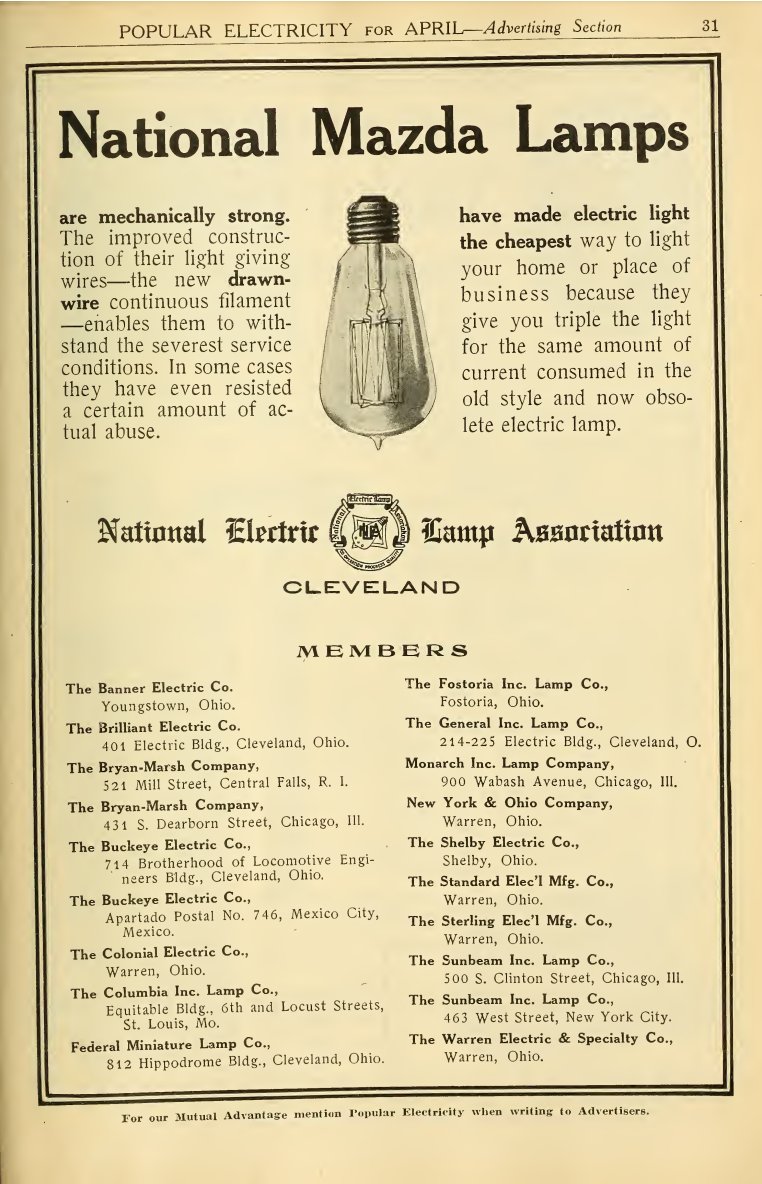 POPULAR ELECTRICITY FOR APRIL—Advertising Section 31
National Mazda Lamps
are mechanically strong.
The improved construc-
tion of their light giving
wires—the new drawn-
wire continuous filament
—enables them to with-
stand the severest service
conditions. In some cases
they have even resisted
a certain amount of ac-
tual abuse.
have made electric light
the cheapest way to light
your home or place of
business because they
give you triple the light
for the same amount of
current consumed in the
old style and now obso-
lete electric lamp.
National Electric Lamp Association
Electric Lamp
National
Association
NELA
CLEVELAND
MEMBERS
The Banner Electric Co.
Youngstown, Ohio.
The Brilliant Electric Co.
401 Electric Bldg., Cleveland, Ohio.
The Bryan-Marsh Company,
521 Mill Street, Central Falls, R. I.
The Bryan-Marsh Company,
431 S. Dearborn Street, Chicago, Ill.
The Buckeye Electric Co.,
714 Brotherhood of Locomotive Engi-
neers Bldg., Cleveland, Ohio.
The Buckeye Electric Co.,
Apartado Postal No. 746, Mexico City,
Mexico.
The Colonial Electric Co.,
Warren, Ohio.
The Columbia Inc. Lamp Co.,
Equitable Bldg., 6th and Locust Streets,
St. Louis, Mo.
Federal Miniature Lamp Co.,
812 Hippodrome Bldg., Cleveland, Ohio.
The Fostoria Inc. Lamp Co.,
Fostoria, Ohio.
The General Inc. Lamp Co.,
214-225 Electric Bldg., Cleveland, O.
Monarch Inc. Lamp Company,
900 Wabash Avenue, Chicago, Ill.
New York & Ohio Company,
Warren, Ohio.
The Shelby Electric Co.,
Shelby, Ohio.
The Standard Elec'l Mfg. Co.,
Warren, Ohio.
The Sterling Elec'l Mfg. Co.,
Warren, Ohio.
The Sunbeam Inc. Lamp Co.,
500 S. Clinton Street, Chicago, Ill.
The Sunbeam Inc. Lamp Co.,
463 West Street, New York City.
The Warren Electric & Specialty Co.,
Warren, Ohio.
For our Mutual Advantage mention Popular Electricity when writing to Advertisers.